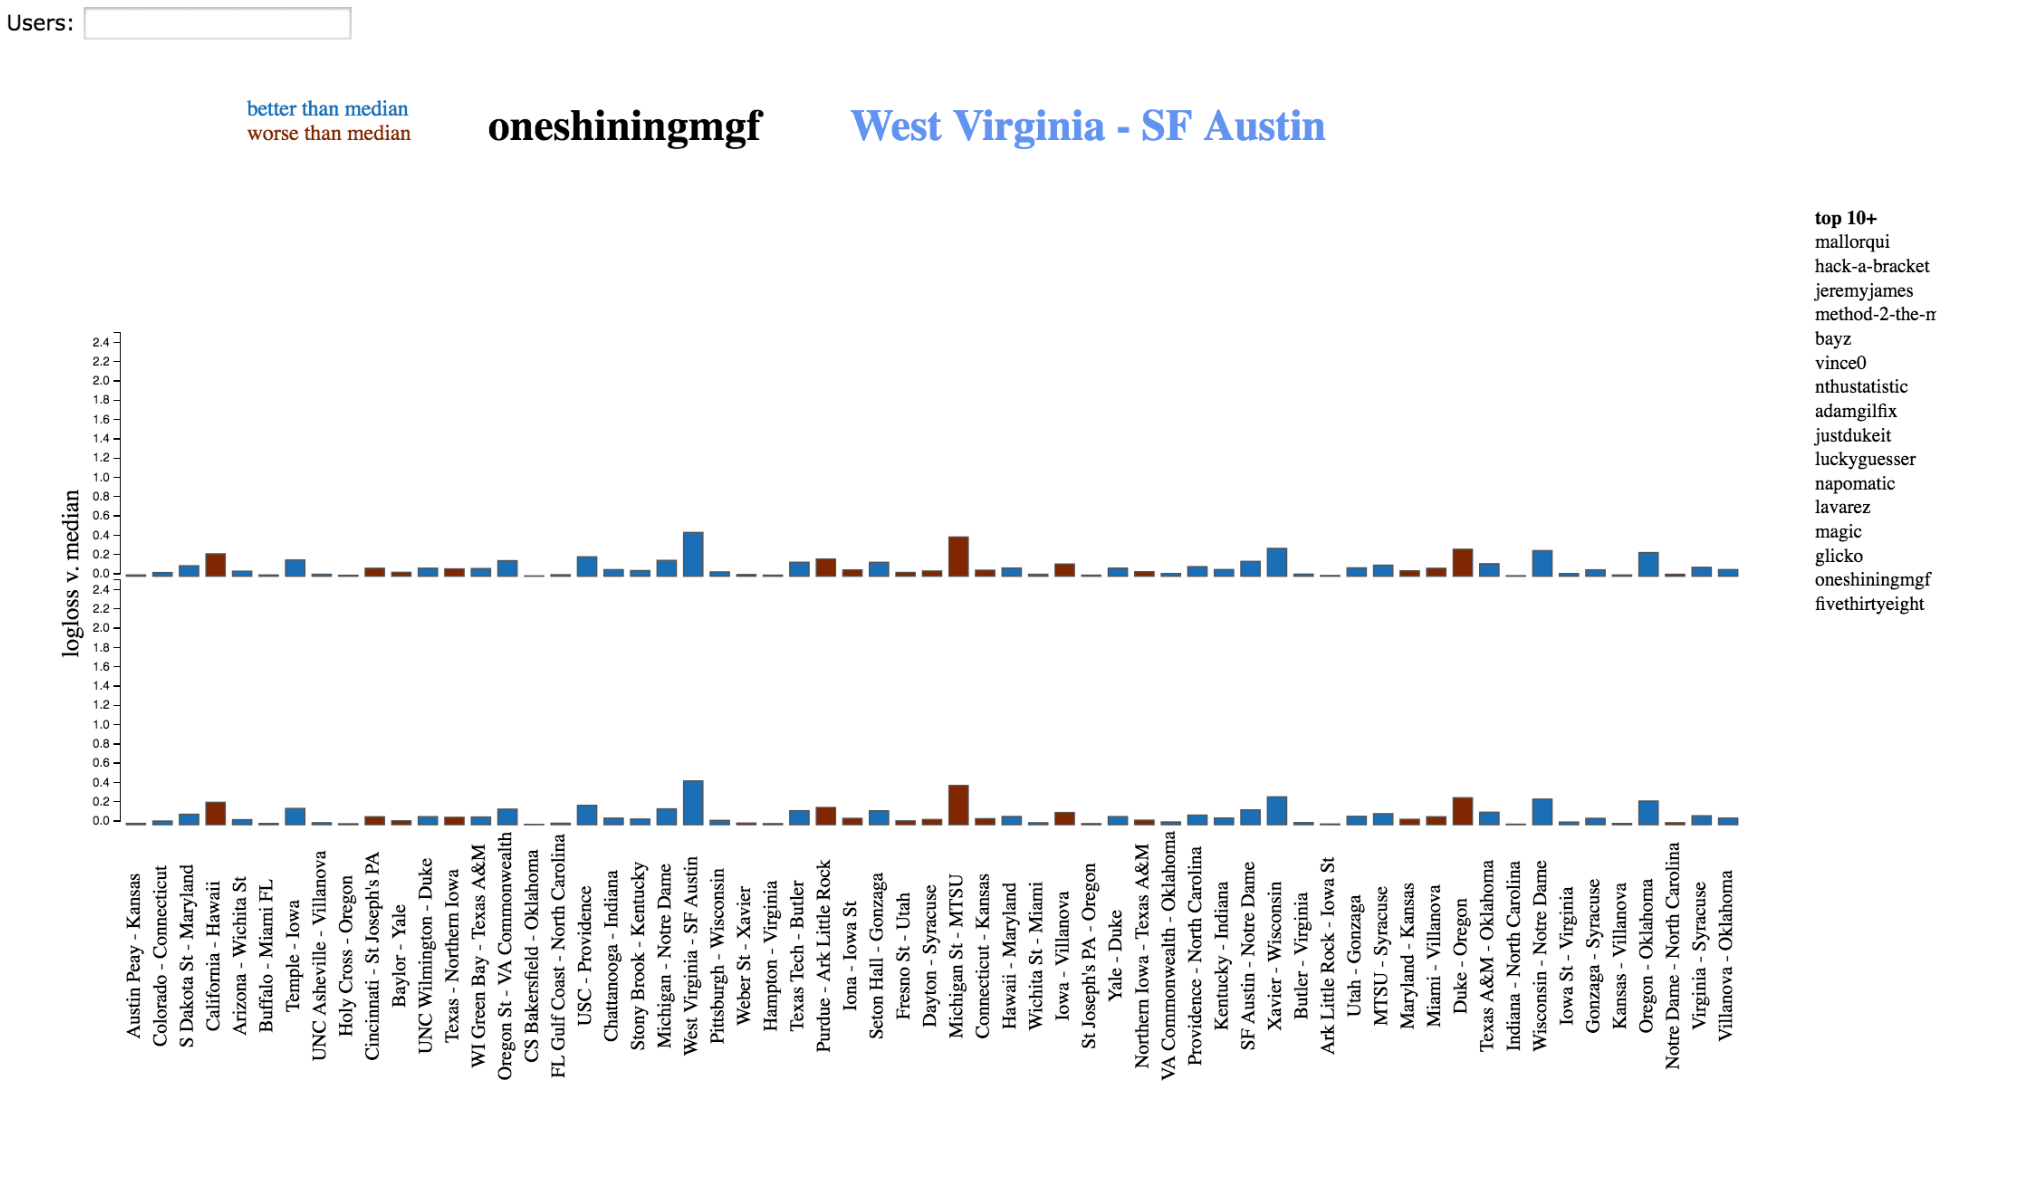 Users:
better than median
worse than median
oneshiningmgf
West Virginia - SF Austin
top 10+
mallorqui
hack-a-bracket
jeremyjames
method-2-the-m
bayz
vince0
nthustatistic
adamgilfix
justdukeit
luckyguesser
napomatic
lavarez
magic
glicko
oneshiningmgf
fivethirtyeight
logloss v. median
2.4
2.2
2.0
1.8
1.6
1.4
1.2
1.0
0.8
0.6
0.4
0.2
0.0
2.4
2.2
2.0
1.8
1.6
1.4
1.2
1.0
0.8
0.6
0.4
0.2
0.0
Austin Peay - Kansas
Colorado - Connecticut
S Dakota St - Maryland
California - Hawaii
Arizona - Wichita St
Buffalo - Miami FL
Temple - Iowa
UNC Asheville - Villanova
Holy Cross - Oregon
Cincinnati - St Joseph's PA
Baylor - Yale
UNC Wilmington - Duke
Texas - Northern Iowa
WI Green Bay - Texas A&M
Oregon St - VA Commonwealth
CS Bakersfield - Oklahoma
FL Gulf Coast - North Carolina
USC - Providence
Chattanooga - Indiana
Stony Brook - Kentucky
Michigan - Notre Dame
West Virginia - SF Austin
Pittsburgh - Wisconsin
Weber St - Xavier
Hampton - Virginia
Texas Tech - Butler
Purdue - Ark Little Rock
Iona - Iowa St
Seton Hall - Gonzaga
Fresno St - Utah
Dayton - Syracuse
Michigan St - MTSU
Connecticut - Kansas
Hawaii - Maryland
Wichita St - Miami
Iowa - Villanova
St Joseph's PA - Oregon
Yale - Duke
Northern Iowa - Texas A&M
VA Commonwealth - Oklahoma
Providence - North Carolina
Kentucky - Indiana
SF Austin - Notre Dame
Xavier - Wisconsin
Butler - Virginia
Ark Little Rock - Iowa St
Utah - Gonzaga
MTSU - Syracuse
Maryland - Kansas
Miami - Villanova
Duke - Oregon
Texas A&M - Oklahoma
Indiana - North Carolina
Wisconsin - Notre Dame
Iowa St - Virginia
Gonzaga - Syracuse
Kansas - Villanova
Oregon - Oklahoma
Notre Dame - North Carolina
Virginia - Syracuse
Villanova - Oklahoma